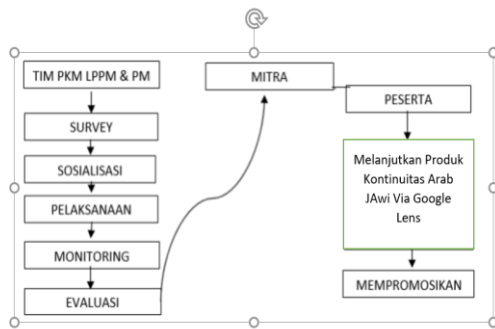 TIM PKM LPPM & PM
SURVEY
SOSIALISASI
PELAKSANAAN
MONITORING
EVALUASI
MITRA
PESERTA
Melanjutkan Produk
Kontinuitas Arab
JAwi Via Google
Lens
MEMPROMOSIKAN